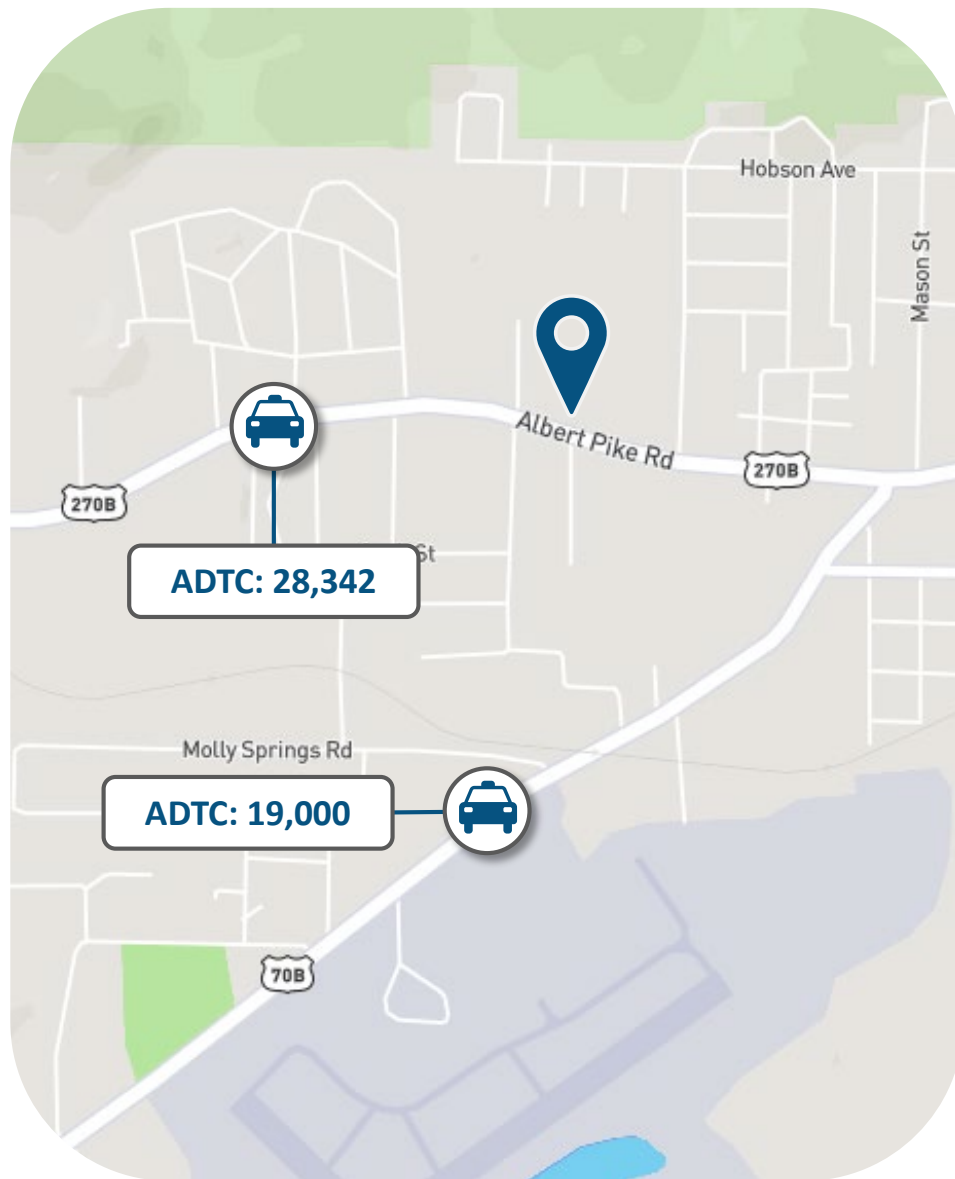 Hobson Ave
Mason St
Albert Pike Rd
270B
270B
St
ADTC: 28,342
Molly Springs Rd
ADTC: 19,000
70B